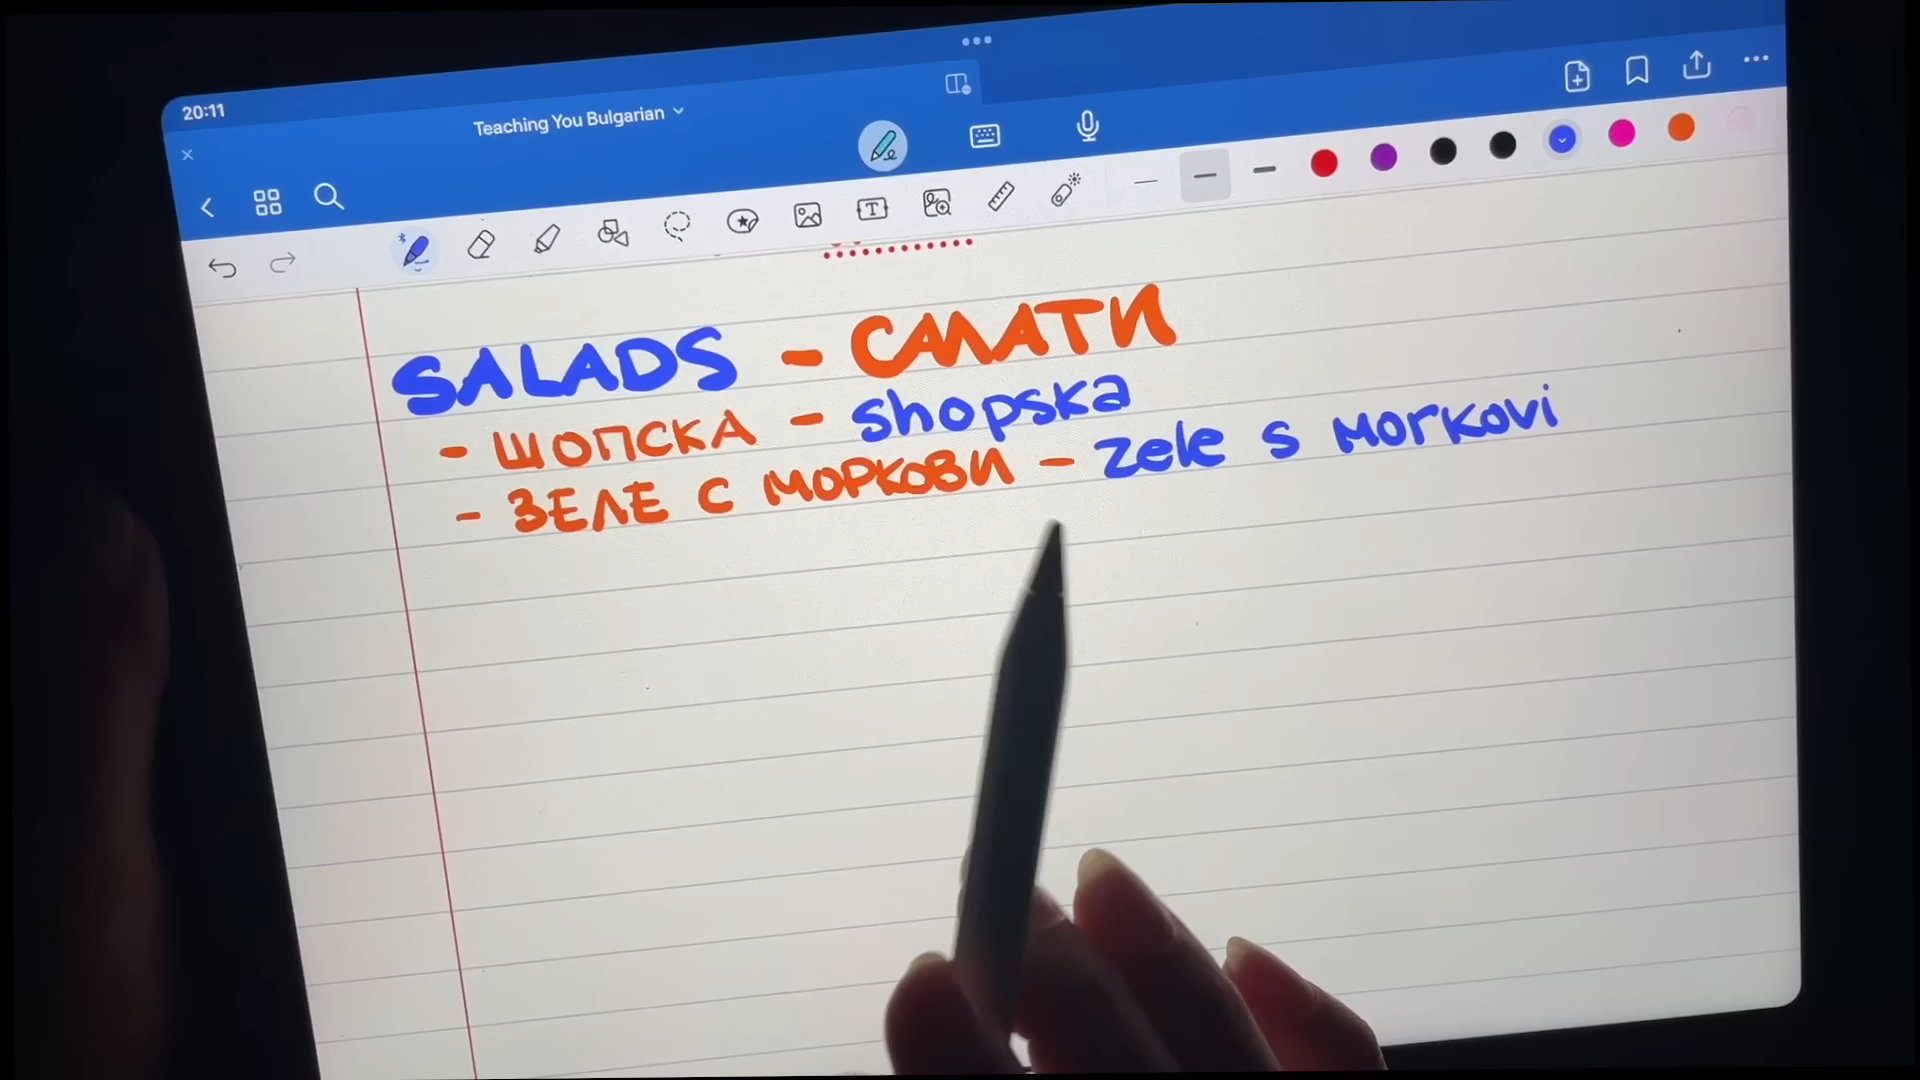 20:11
Teaching You Bulgarian
SALADS - САЛАТИ
- ШОПСКА - shopska
- ЗЕЛЕ С МОРКОВИ - zele s morkovi